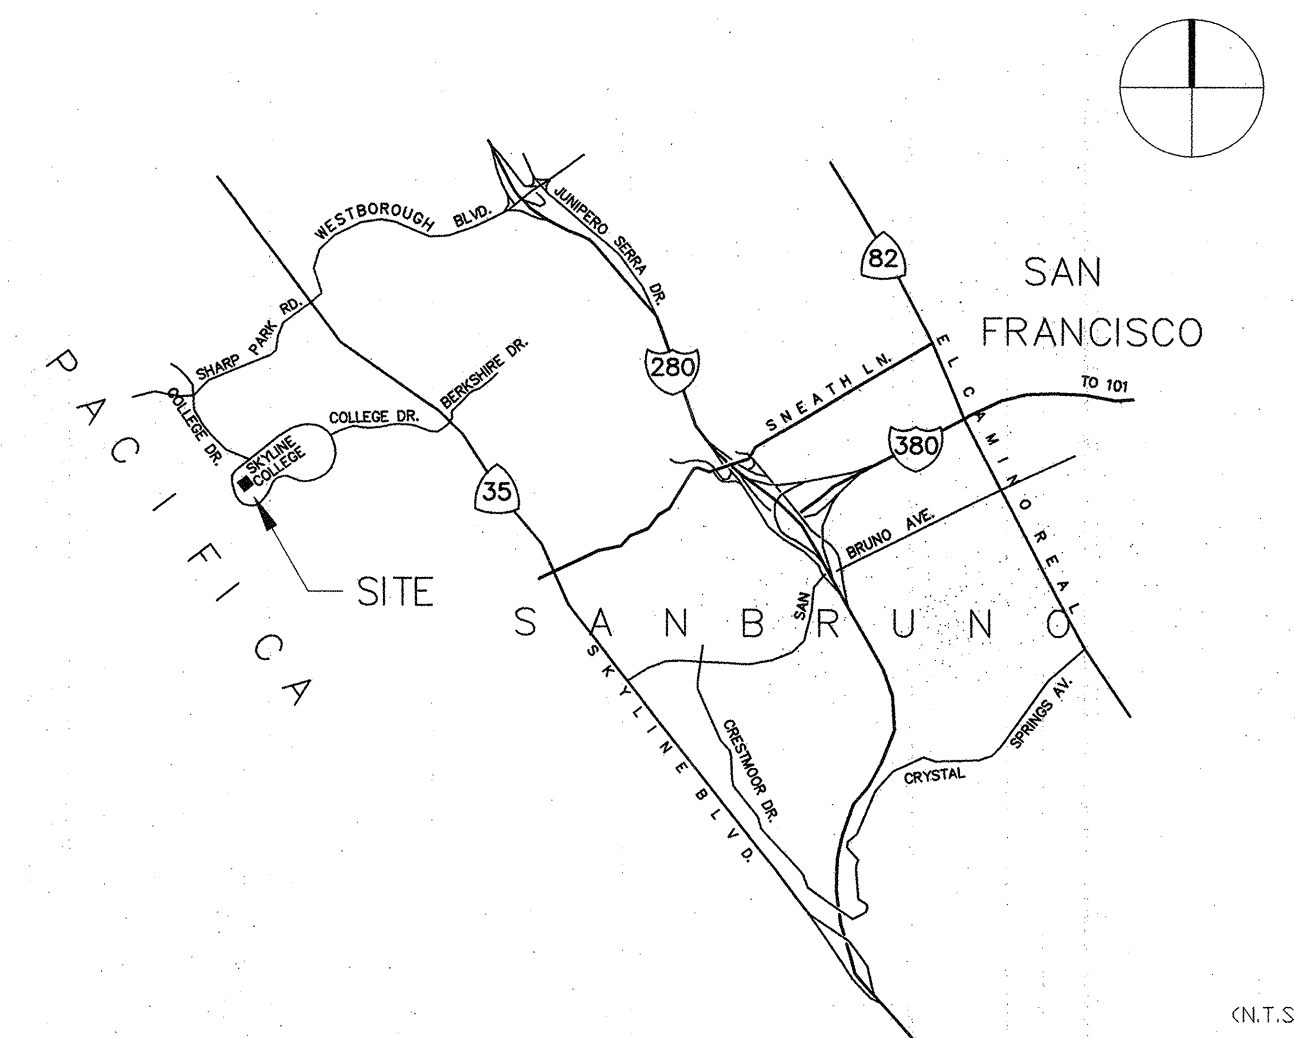 WESTBOROUGH BLVD.
JUNIPERO SERRA DR.
82
SAN
FRANCISCO
SHARP PARK RD.
BERKSHIRE DR.
280
SNEATH LN.
TO 101
EL CAMINO REAL
PACIFICA
COLLEGE DR.
COLLEGE DR.
SKYLINE
COLLEGE
380
35
SAN BRUNO AVE.
SITE
SAN BRUNO
SKYLINE BLVD.
CRESTMOOR DR.
CRYSTAL SPRINGS AV.
(N.T.S